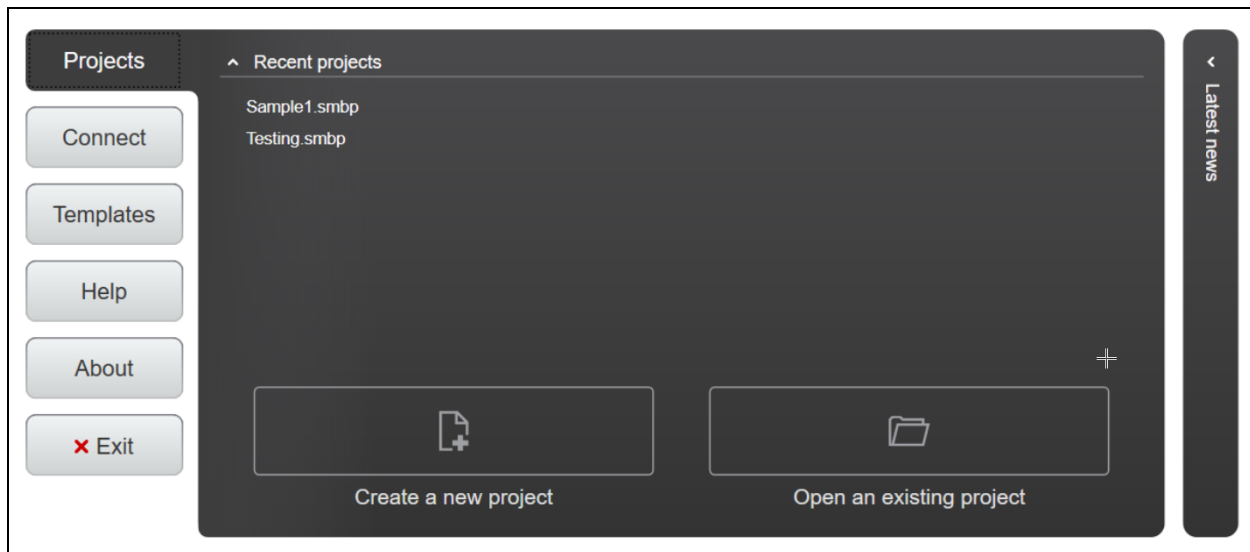 Projects
Connect
Templates
Help
About
Exit
Recent projects
Sample1.smbp
Testing.smbp
Create a new project
Open an existing project
Latest news